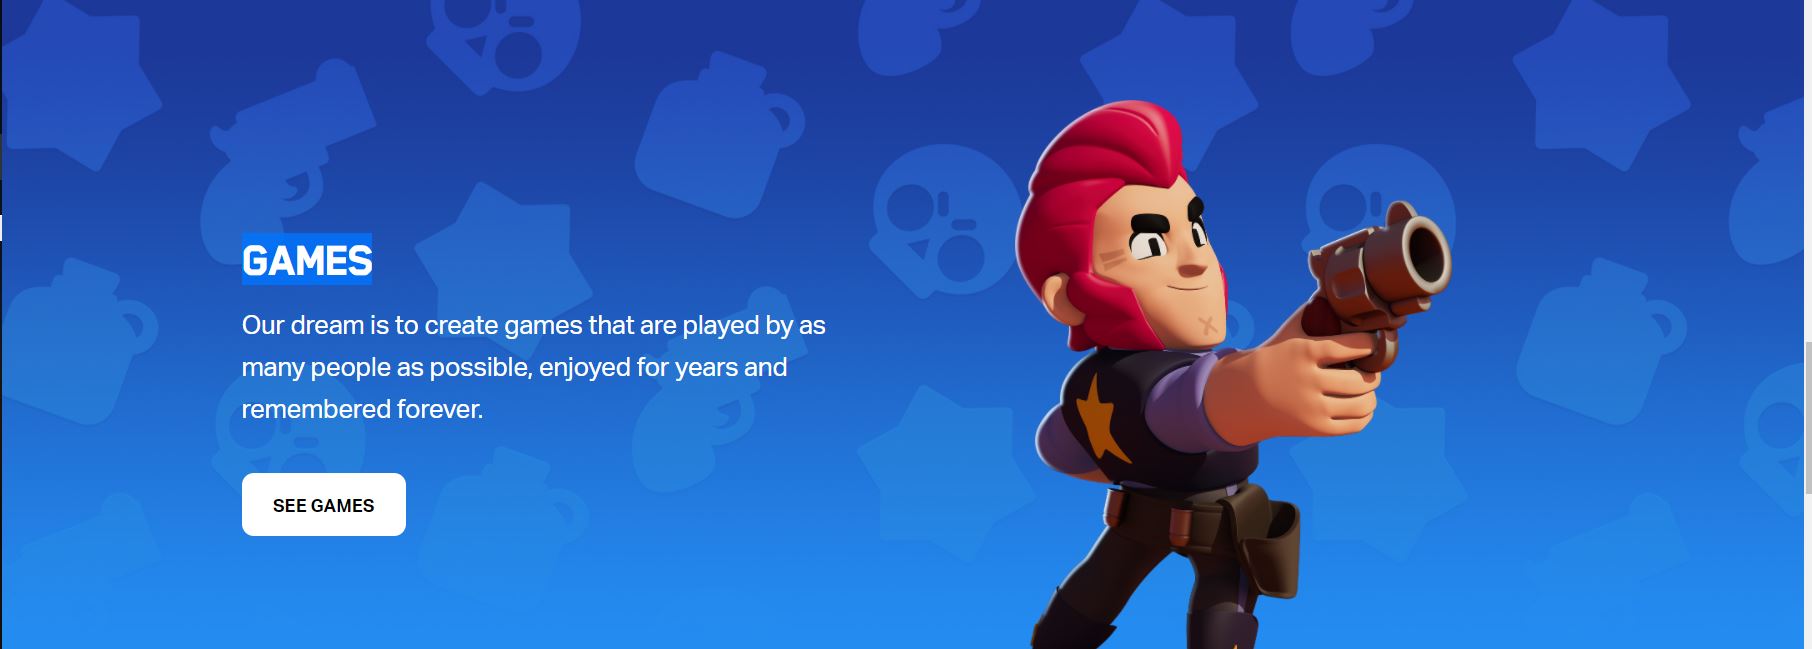 GAMES
Our dream is to create games that are played by as
many people as possible, enjoyed for years and
remembered forever.
SEE GAMES